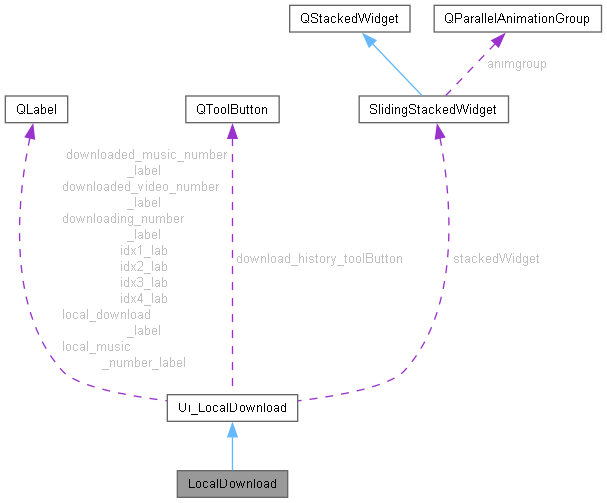 QStackedWidget
QParallelAnimationGroup
animgroup
QLabel
QToolButton
SlidingStackedWidget
downloaded_music_number
_label
downloaded_video_number
_label
downloading_number
_label
idx1_lab
idx2_lab
idx3_lab
idx4_lab
local_download
_label
local_music
_number_label
download_history_toolButton
stackedWidget
Ui_LocalDownload
LocalDownload